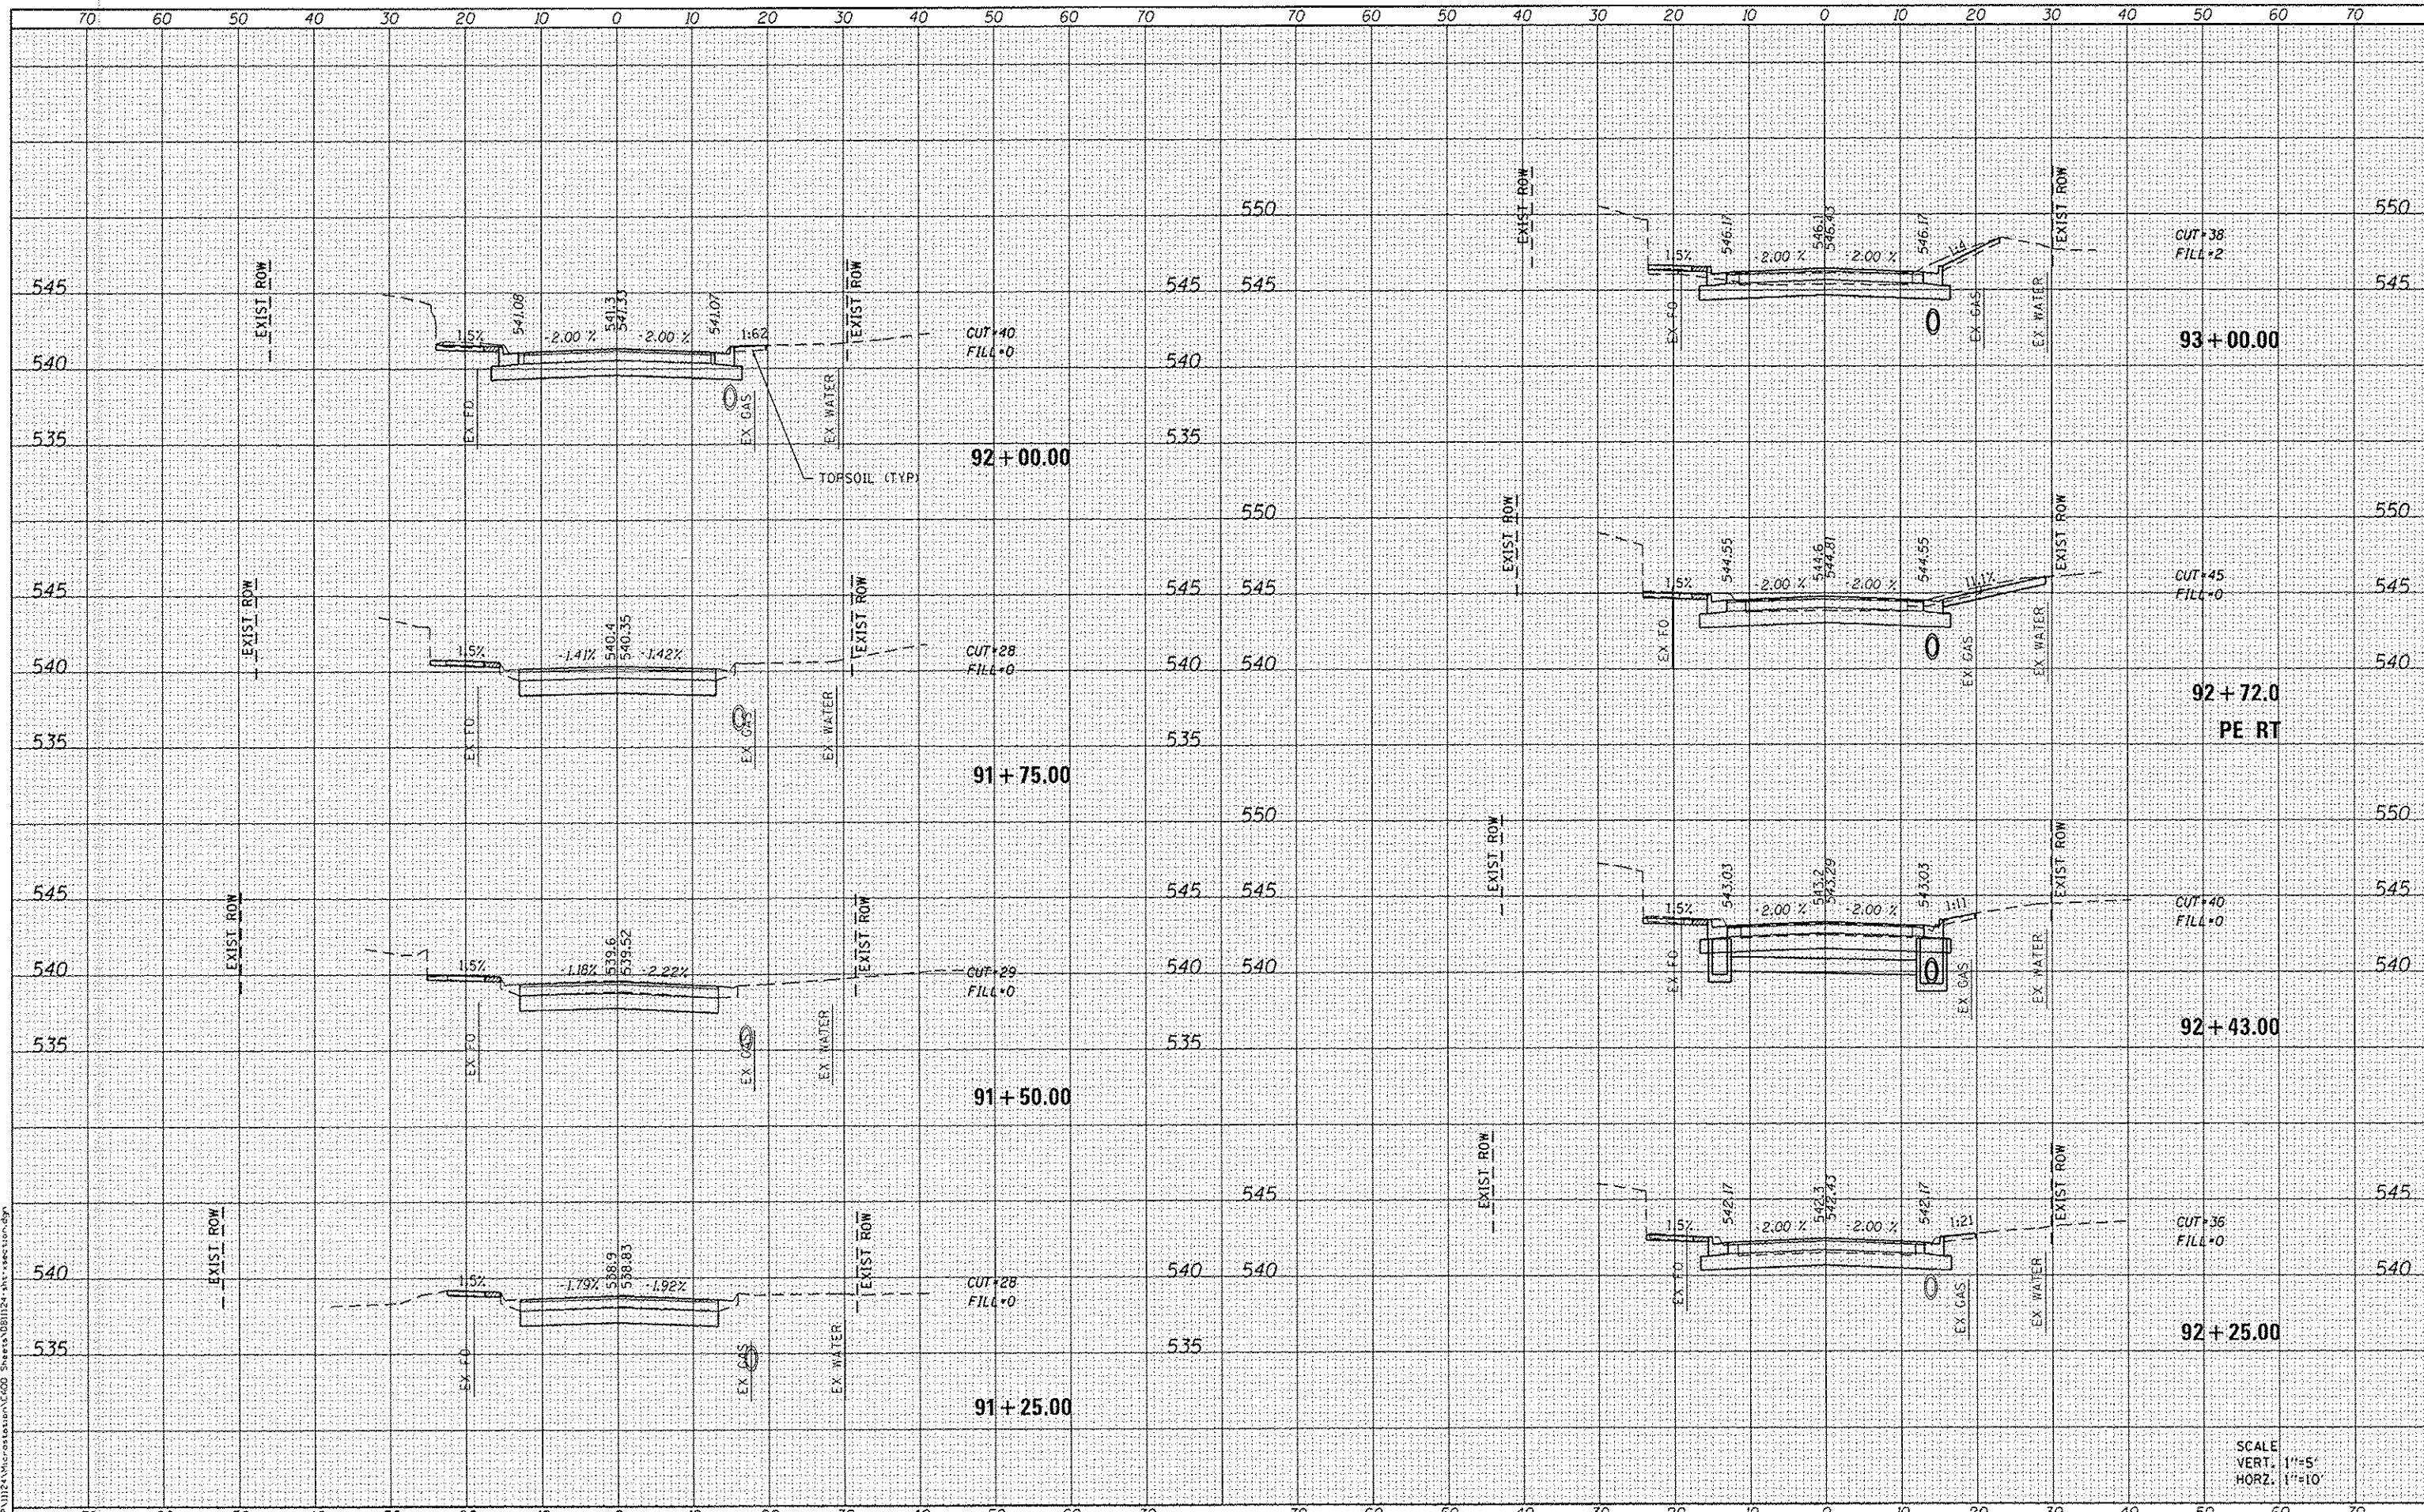 70 60 50 40 30 20 10 0 10 20 30 40 50 60 70 50 40 30 20 10 0 10 20 30 40 50 60 70
EXIST ROW
545
540
535
1.5%
541.08
-2.00 %
541.3
541.33
-2.00 %
541.07
1:62
EXIST ROW
CUT=40
FILL=0
545
540
535
EX FO
EX GAS
EX WATER
92+00.00
TOPSOIL (TYP)
EXIST ROW
545
540
535
1.5%
-1.41%
540.4
540.35
-1.42%
EXIST ROW
CUT=28
FILL=0
545
540
535
EX FO
EX GAS
EX WATER
91+75.00
EXIST ROW
545
540
535
1.5%
-1.18%
539.6
539.52
-2.22%
EXIST ROW
CUT=29
FILL=0
545
540
535
EX FO
EX GAS
EX WATER
91+50.00
EXIST ROW
540
535
1.5%
-1.79%
538.9
538.83
-1.92%
EXIST ROW
CUT=28
FILL=0
540
535
EX FO
EX GAS
EX WATER
91+25.00
550
545
EXIST ROW
1.5%
546.17
-2.00 %
546.1
546.43
-2.00 %
546.17
1:4
EXIST ROW
CUT=38
FILL=2
550
545
EX FO
EX GAS
EX WATER
93+00.00
550
545
540
EXIST ROW
1.5%
544.55
-2.00 %
544.6
544.81
-2.00 %
544.55
11.1%
EXIST ROW
CUT=45
FILL=0
550
545
540
EX FO
EX GAS
EX WATER
92+72.0
PE RT
550
545
540
EXIST ROW
1.5%
543.03
-2.00 %
543.2
543.29
-2.00 %
543.03
1:11
EXIST ROW
CUT=40
FILL=0
550
545
540
EX FO
EX GAS
EX WATER
92+43.00
545
540
EXIST ROW
1.5%
542.17
-2.00 %
542.3
542.43
-2.00 %
542.17
1:21
EXIST ROW
CUT=36
FILL=0
545
540
EX FO
EX GAS
EX WATER
92+25.00
SCALE
VERT. 1"=5'
HORZ. 1"=10'